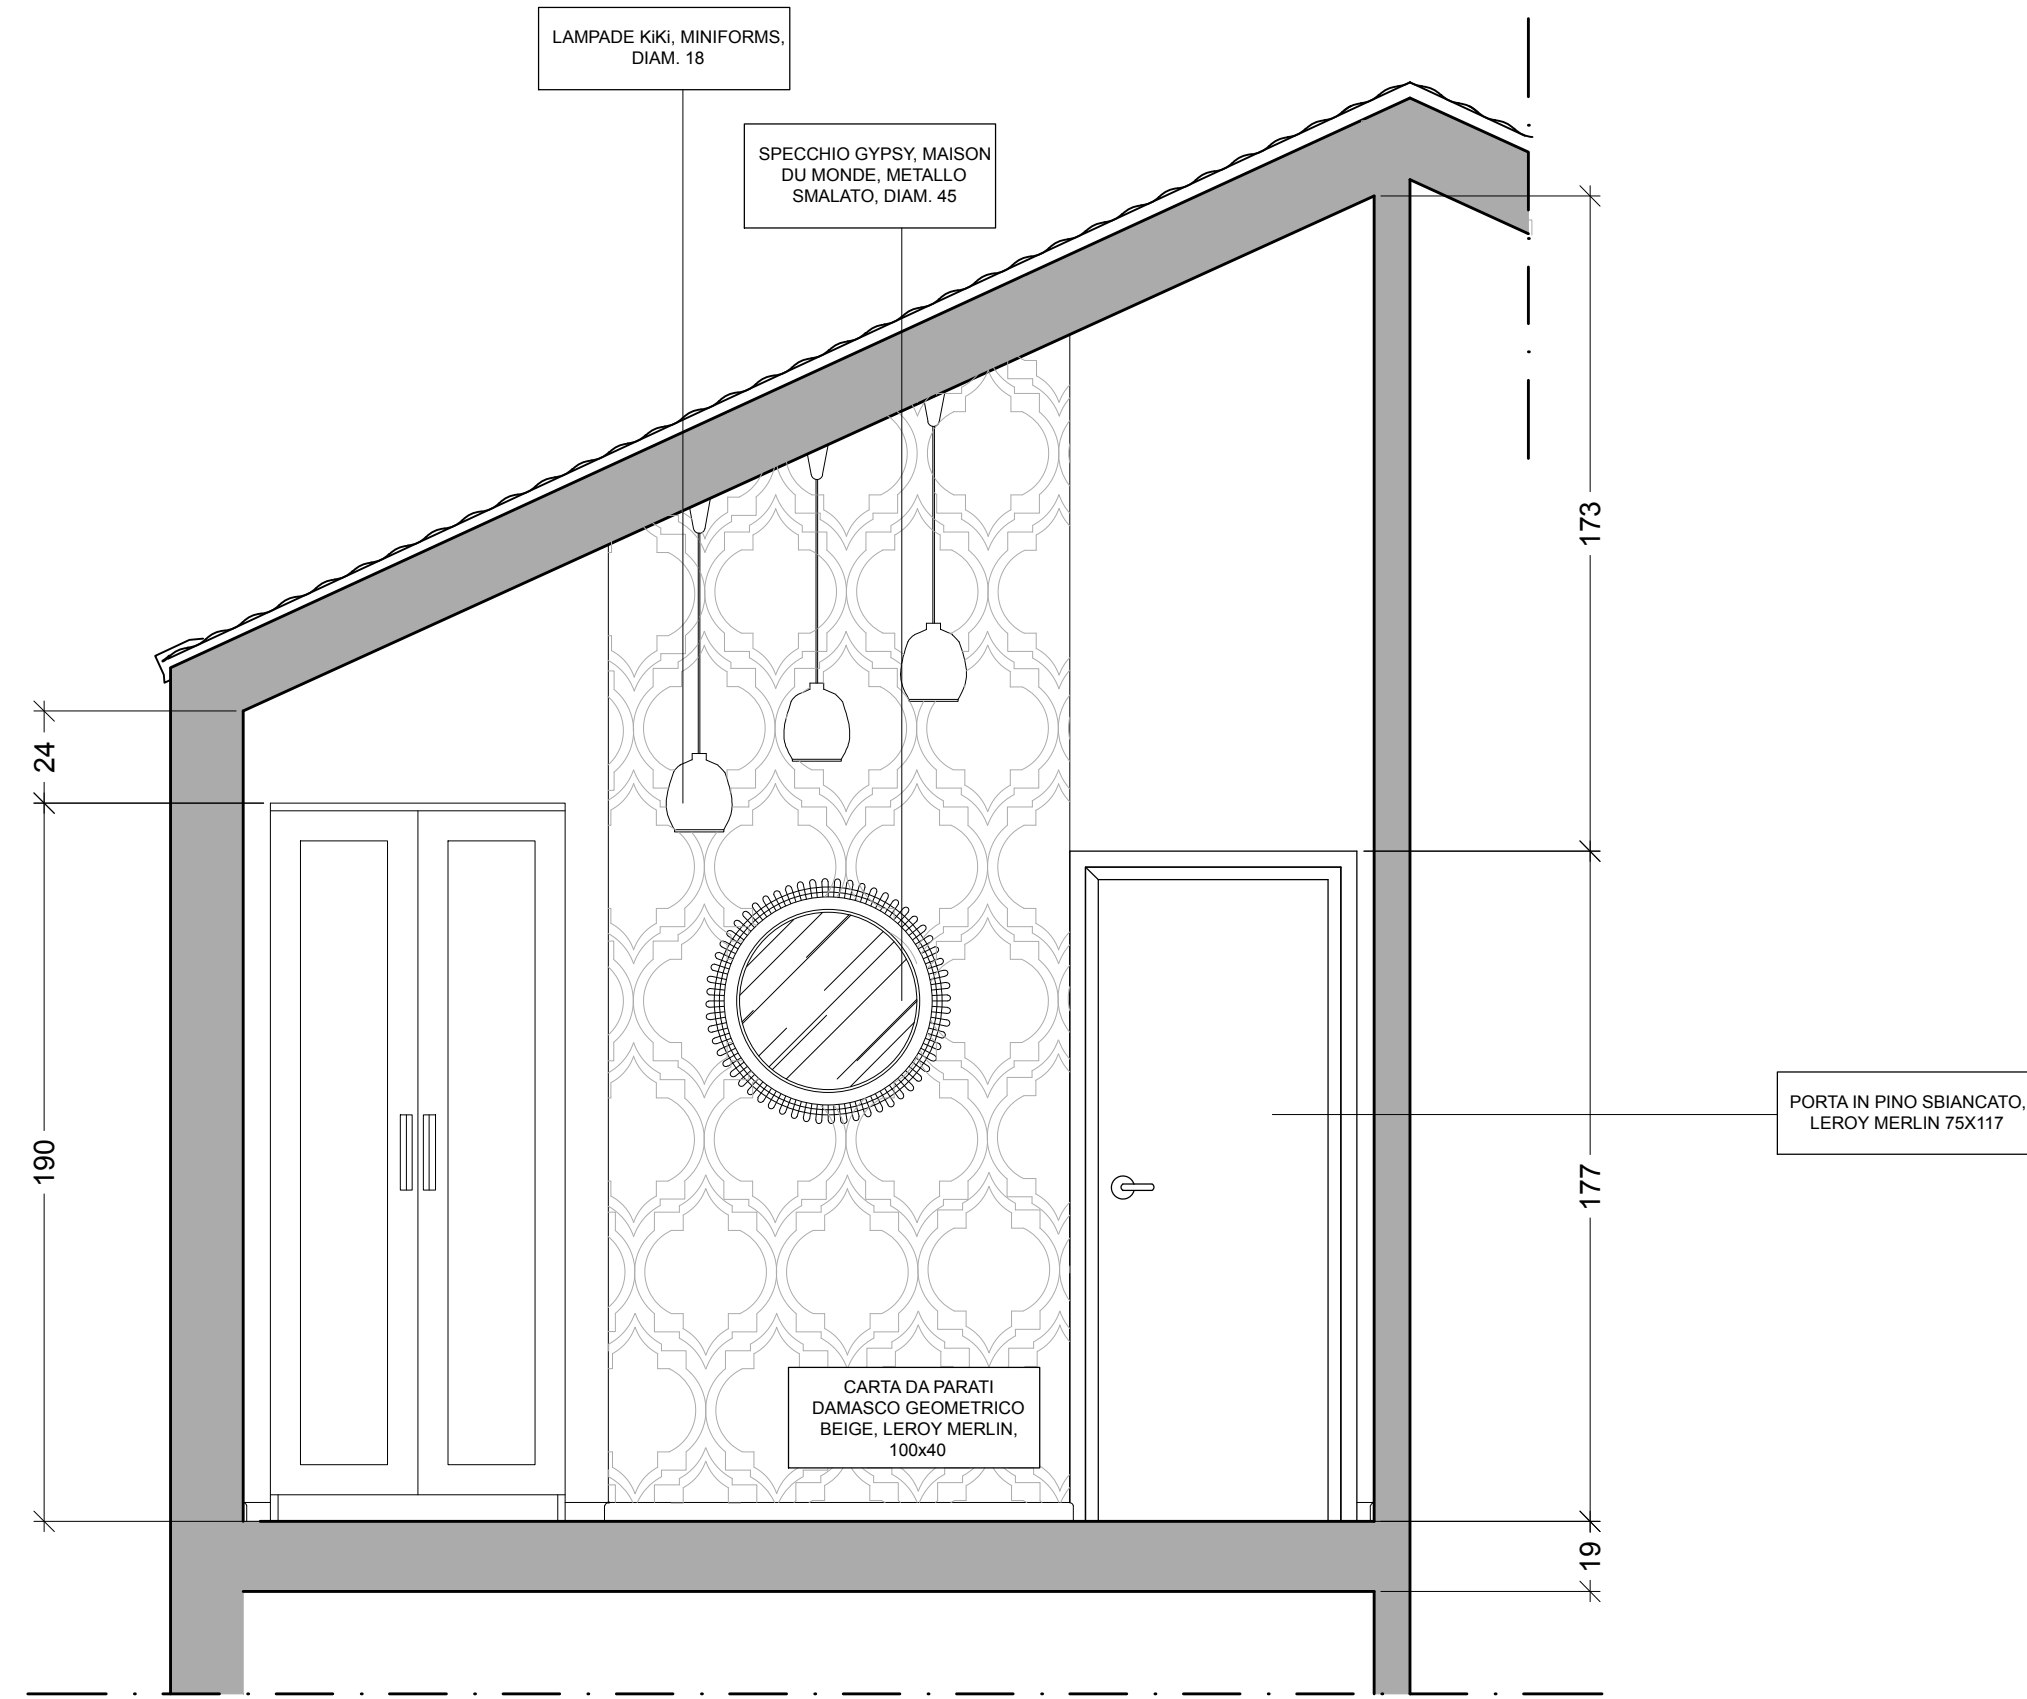 LAMPADE KiKi, MINIFORMS,
DIAM. 18
SPECCHIO GYPSY, MAISON
DU MONDE, METALLO
SMALATO, DIAM. 45
173
24
190
PORTA IN PINO SBIANCATO,
LEROY MERLIN 75X117
177
CARTA DA PARATI
DAMASCO GEOMETRICO
BEIGE, LEROY MERLIN,
100x40
19